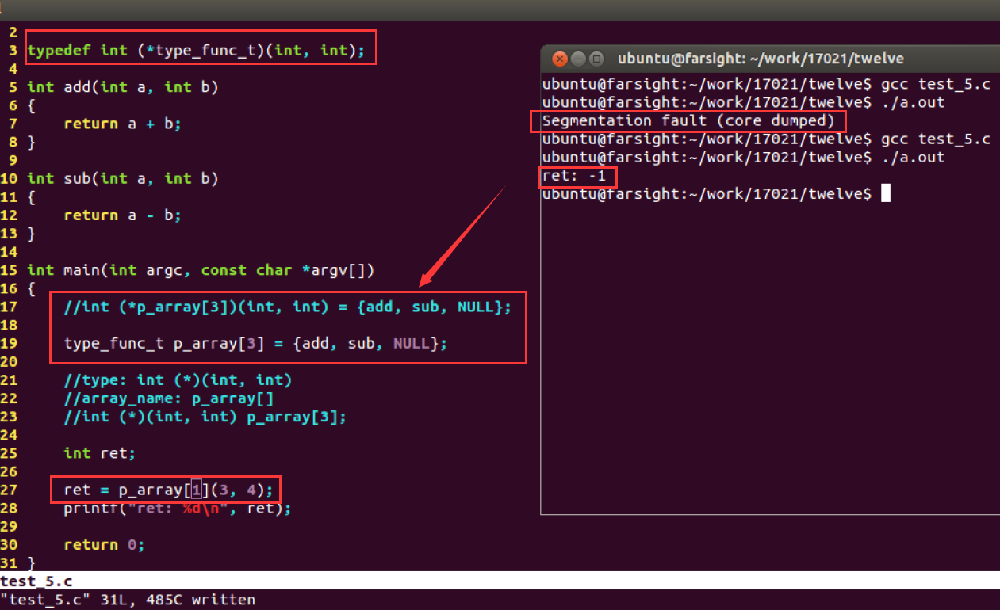 2
3 typedef int (*type_func_t)(int, int);
4
5 int add(int a, int b)
6 {
7     return a + b;
8 }
9
10 int sub(int a, int b)
11 {
12     return a - b;
13 }
14
15 int main(int argc, const char *argv[])
16 {
17     //int (*p_array[3])(int, int) = {add, sub, NULL};
18
19     type_func_t p_array[3] = {add, sub, NULL};
20
21     //type: int (*)(int, int)
22     //array_name: p_array[]
23     //int (*)(int, int) p_array[3];
24
25     int ret;
26
27     ret = p_array[1](3, 4);
28     printf("ret: %d\n", ret);
29
30     return 0;
31 }
test_5.c
"test_5.c" 31L, 485C written
ubuntu@farsight: ~/work/17021/twelve
ubuntu@farsight:~/work/17021/twelve$ gcc test_5.c
ubuntu@farsight:~/work/17021/twelve$ ./a.out
Segmentation fault (core dumped)
ubuntu@farsight:~/work/17021/twelve$ gcc test_5.c
ubuntu@farsight:~/work/17021/twelve$ ./a.out
ret: -1
ubuntu@farsight:~/work/17021/twelve$